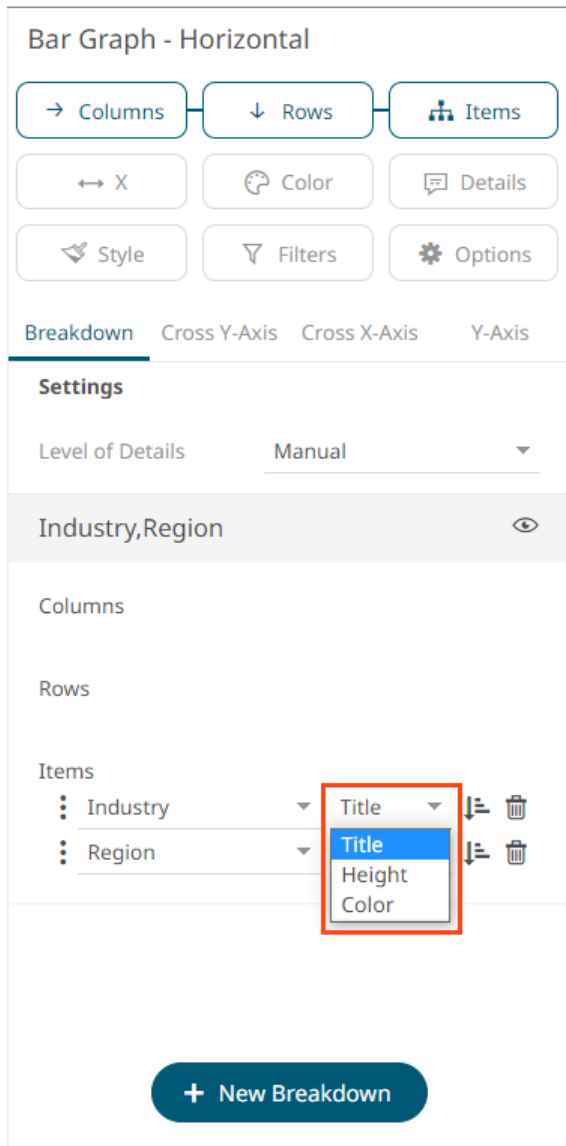 Bar Graph - Horizontal
Columns Rows Items
X Color Details
Style Filters Options
Breakdown Cross Y-Axis Cross X-Axis Y-Axis
Settings
Level of Details Manual
Industry,Region
Columns
Rows
Items
Industry Title
Region Title
Height
Color
+ New Breakdown